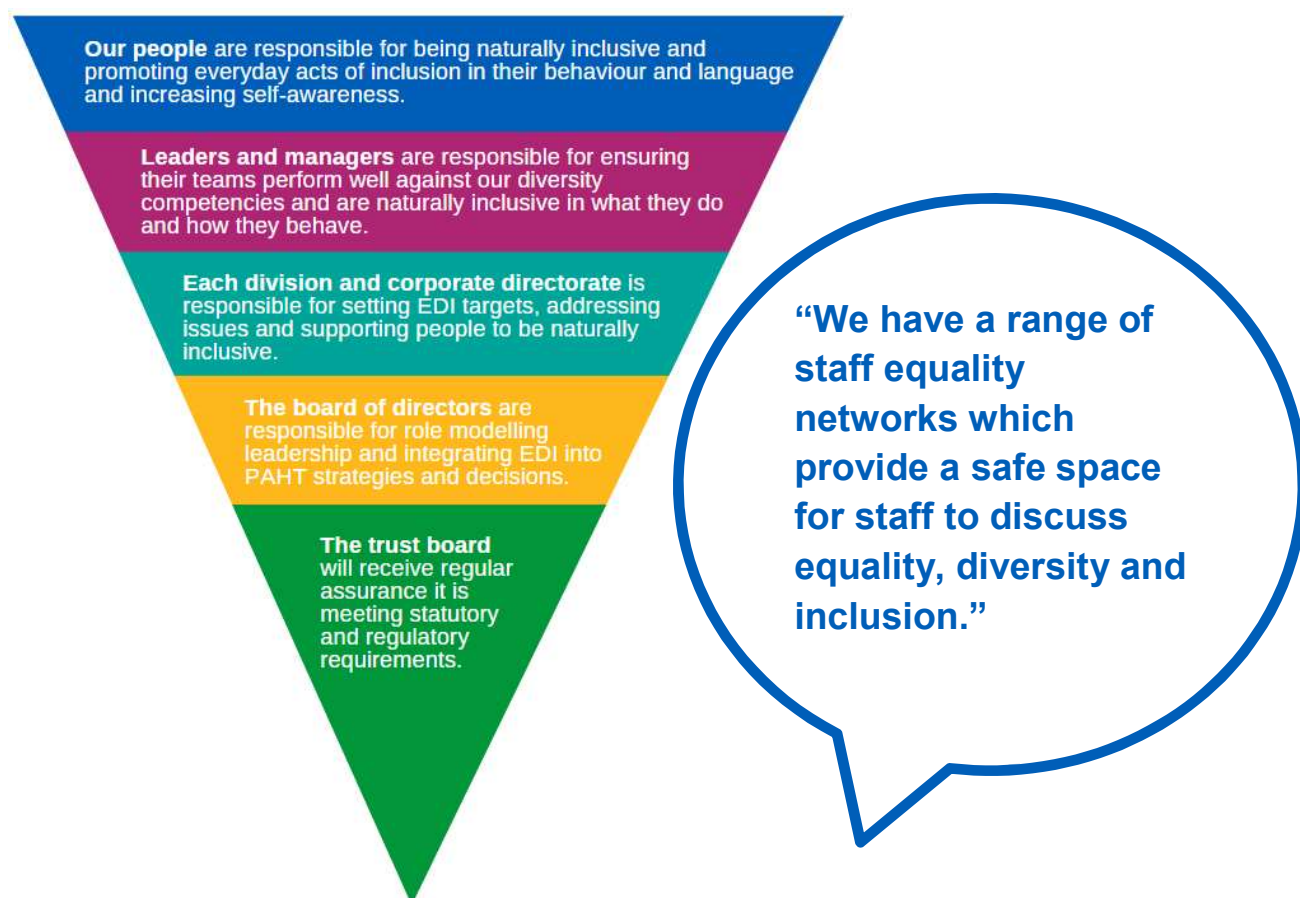 Our people are responsible for being naturally inclusive and
promoting everyday acts of inclusion in their behaviour and language
and increasing self-awareness.
Leaders and managers are responsible for ensuring
their teams perform well against our diversity
competencies and are naturally inclusive in what they do
and how they behave.
Each division and corporate directorate is
responsible for setting EDI targets, addressing
issues and supporting people to be naturally
inclusive.
The board of directors are
responsible for role modelling
leadership and integrating EDI into
PAHT strategies and decisions.
The trust board
will receive regular
assurance it is
meeting statutory
and regulatory
requirements.
“We have a range of
staff equality
networks which
provide a safe space
for staff to discuss
equality, diversity and
inclusion.”